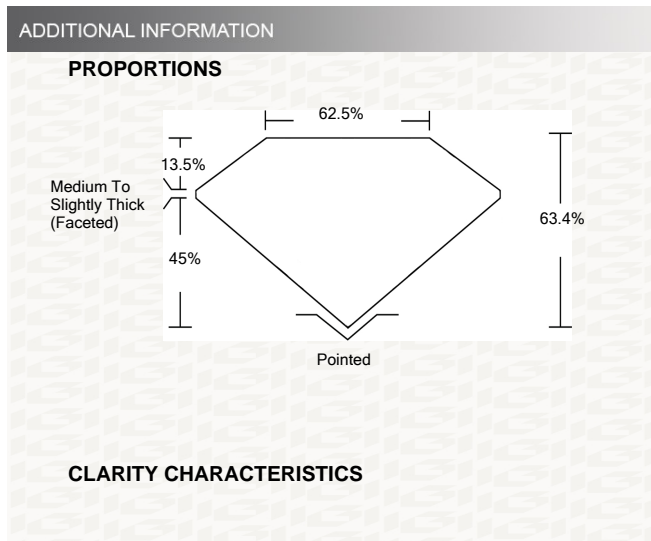 ADDITIONAL INFORMATION
PROPORTIONS
62.5%
13.5%
Medium To
Slightly Thick
(Faceted)
63.4%
45%
Pointed
CLARITY CHARACTERISTICS